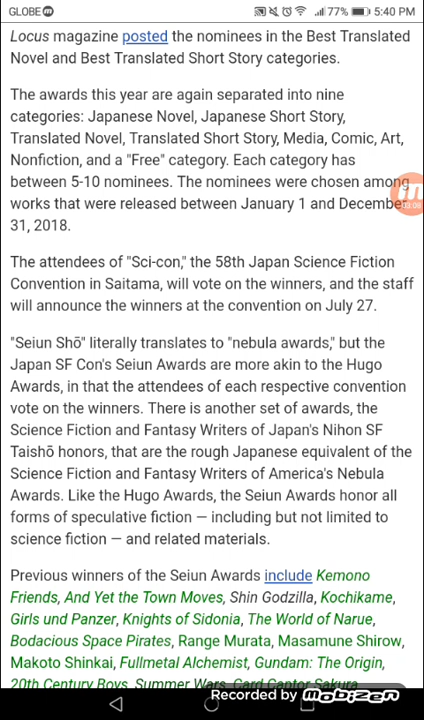 GLOBE 77% 5:40 PM
Locus magazine posted the nominees in the Best Translated
Novel and Best Translated Short Story categories.
The awards this year are again separated into nine
categories: Japanese Novel, Japanese Short Story,
Translated Novel, Translated Short Story, Media, Comic, Art,
Nonfiction, and a "Free" category. Each category has
between 5-10 nominees. The nominees were chosen among
works that were released between January 1 and December
31, 2018.
The attendees of "Sci-con," the 58th Japan Science Fiction
Convention in Saitama, will vote on the winners, and the staff
will announce the winners at the convention on July 27.
"Seiun Shō" literally translates to "nebula awards," but the
Japan SF Con's Seiun Awards are more akin to the Hugo
Awards, in that the attendees of each respective convention
vote on the winners. There is another set of awards, the
Science Fiction and Fantasy Writers of Japan's Nihon SF
Taishō honors, that are the rough Japanese equivalent of the
Science Fiction and Fantasy Writers of America's Nebula
Awards. Like the Hugo Awards, the Seiun Awards honor all
forms of speculative fiction — including but not limited to
science fiction — and related materials.
Previous winners of the Seiun Awards include Kemono
Friends, And Yet the Town Moves, Shin Godzilla, Kochikame,
Girls und Panzer, Knights of Sidonia, The World of Narue,
Bodacious Space Pirates, Range Murata, Masamune Shirow,
Makoto Shinkai, Fullmetal Alchemist, Gundam: The Origin,
20th Century Boys, Summer Wars, Card Captor Sakura,
Recorded by mobizen